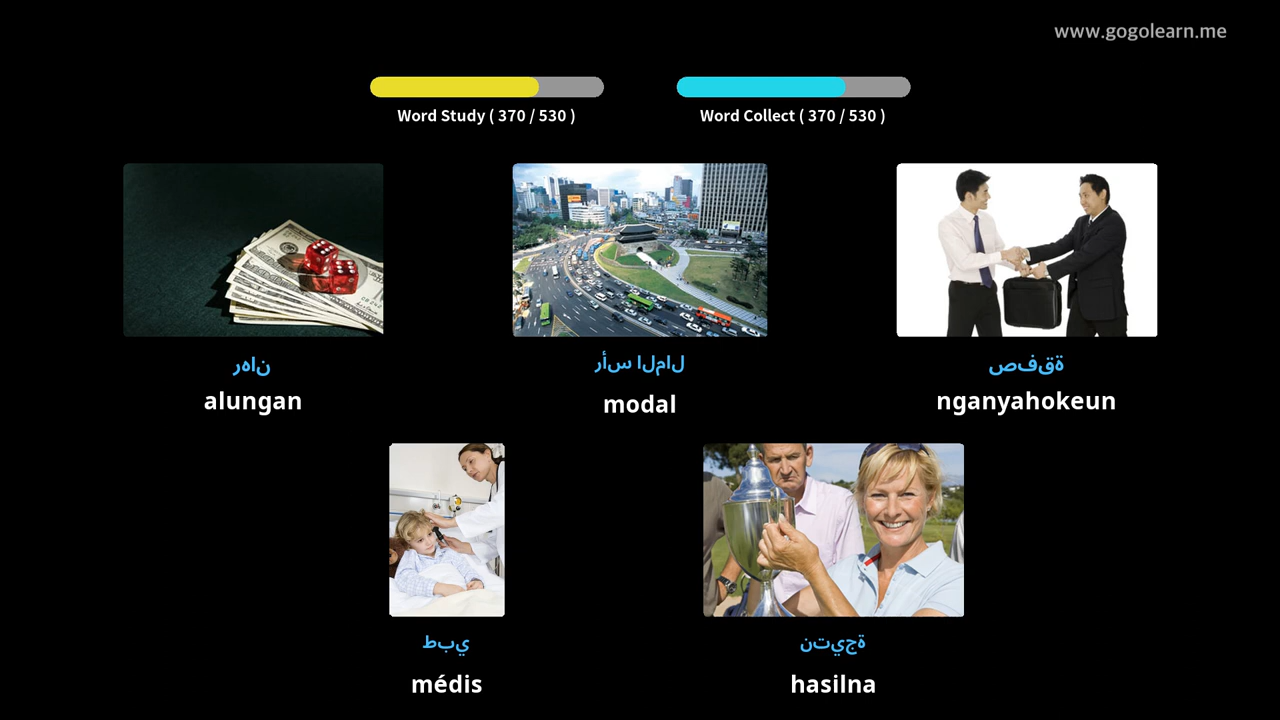 www.gogolearn.me
Word Study ( 370 / 530 )
Word Collect ( 370 / 530 )
رهان
رأس المال
صفقة
alungan
modal
nganyahokeun
طبي
نتيجة
médis
hasilna